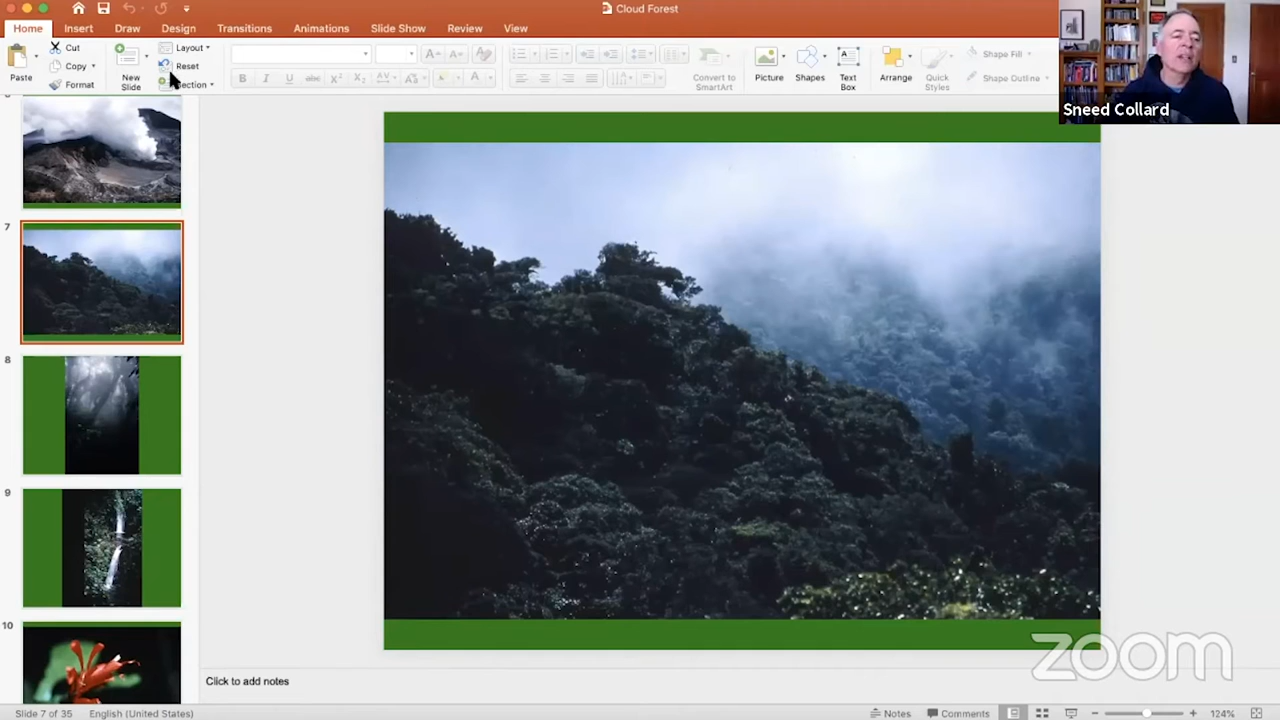 Cloud Forest
Home Insert Draw Design Transitions Animations Slide Show Review View
Paste
Cut
Copy
Format
New
Slide
Layout
Reset
B I U abc
Convert to
SmartArt
Picture
Shapes
Text
Box
Arrange
Quick
Styles
Shape Fill
Shape Outline
Sneed Collard
7
8
9
10
Click to add notes
zoom
Slide 7 of 35 English (United States) Notes Comments 124%